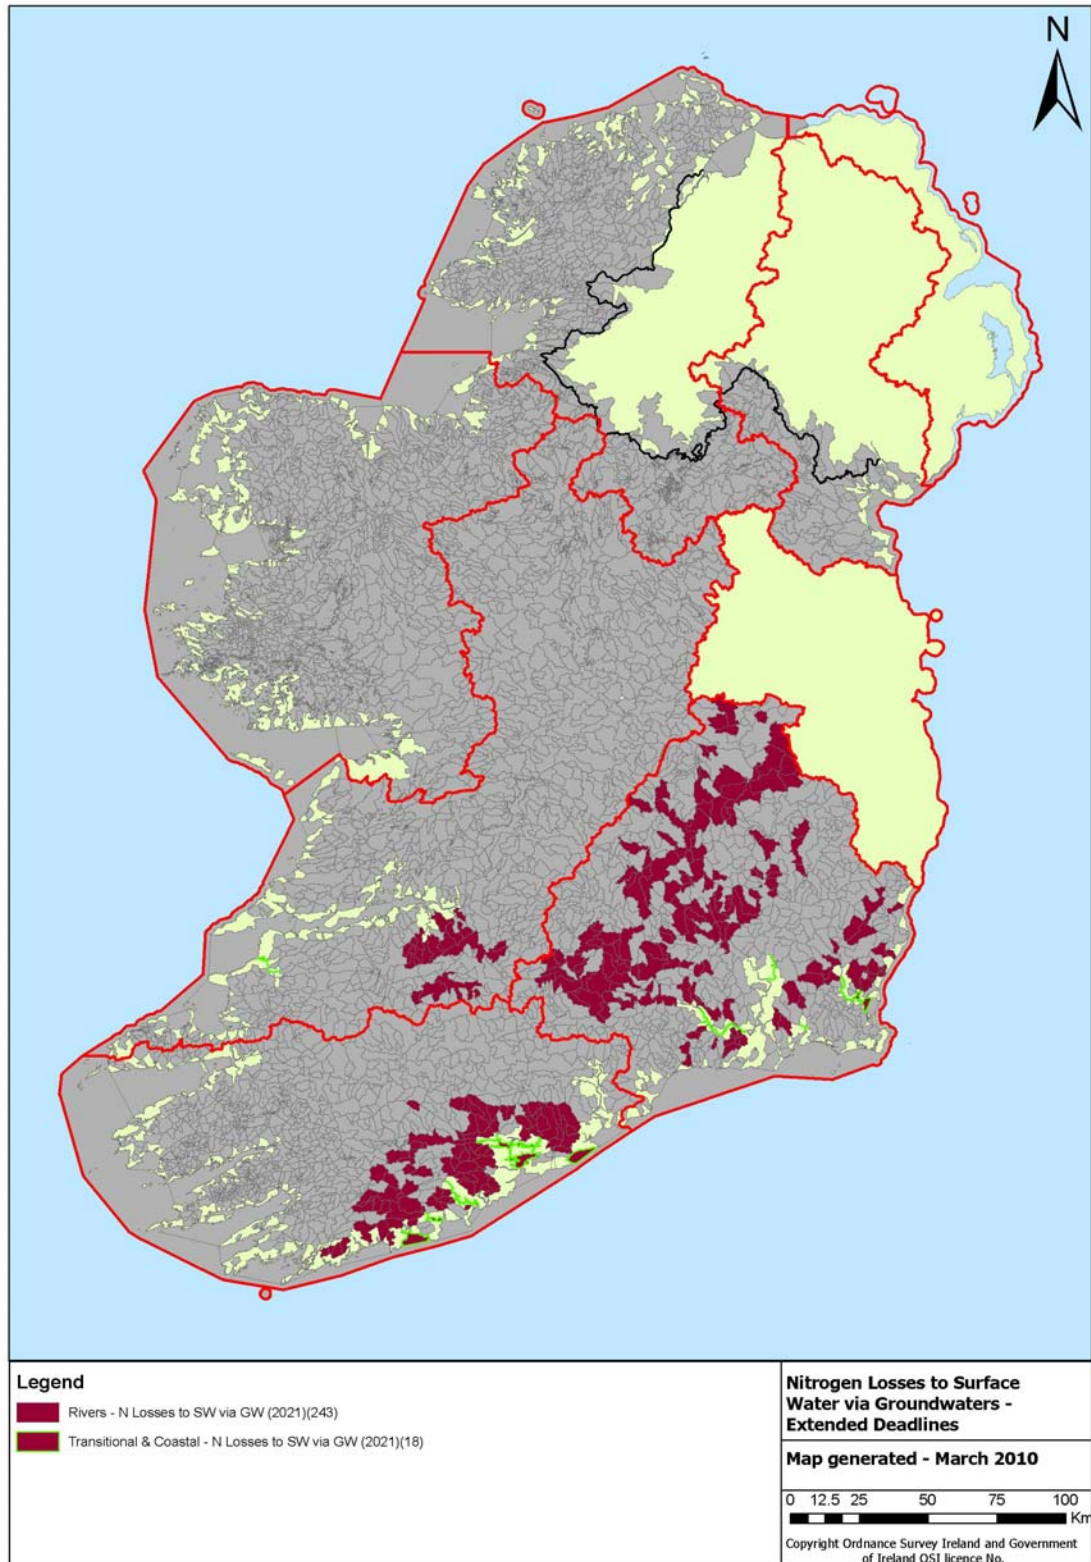 N
Legend
Rivers - N Losses to SW via GW (2021)(243)
Transitional & Coastal - N Losses to SW via GW (2021)(18)
Nitrogen Losses to Surface
Water via Groundwaters -
Extended Deadlines
Map generated - March 2010
0 12.5 25 50 75 100
Km
Copyright Ordnance Survey Ireland and Government
of Ireland OSI licence No.